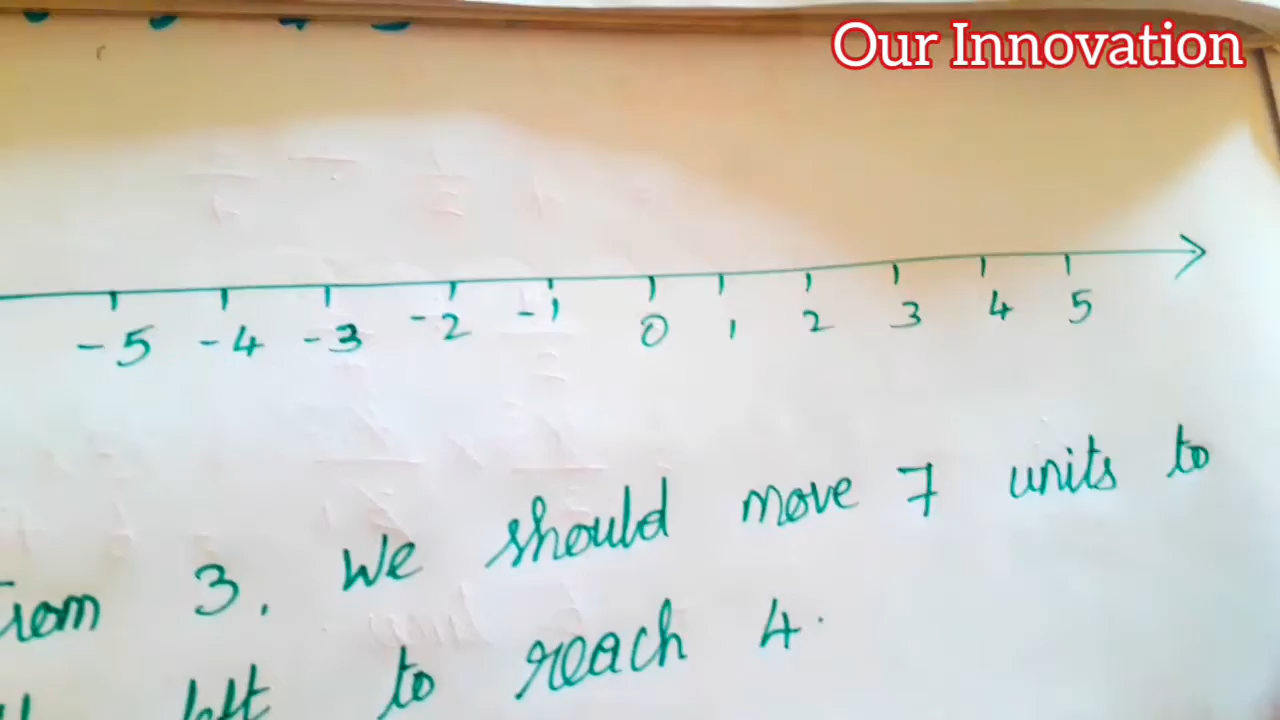 Our Innovation
-5 -4 -3 -2 -1 0 1 2 3 4 5
from 3. We should move 7 units to
left to reach 4.